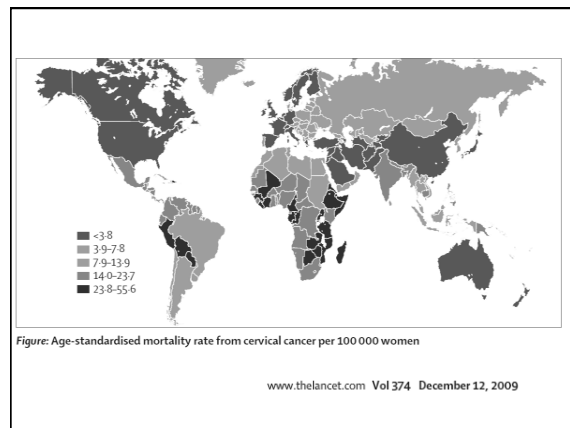 <3·8
3·9–7·8
7·9–13·9
14·0–23·7
23·8–55·6
Figure: Age-standardised mortality rate from cervical cancer per 100 000 women
www.thelancet.com Vol 374 December 12, 2009